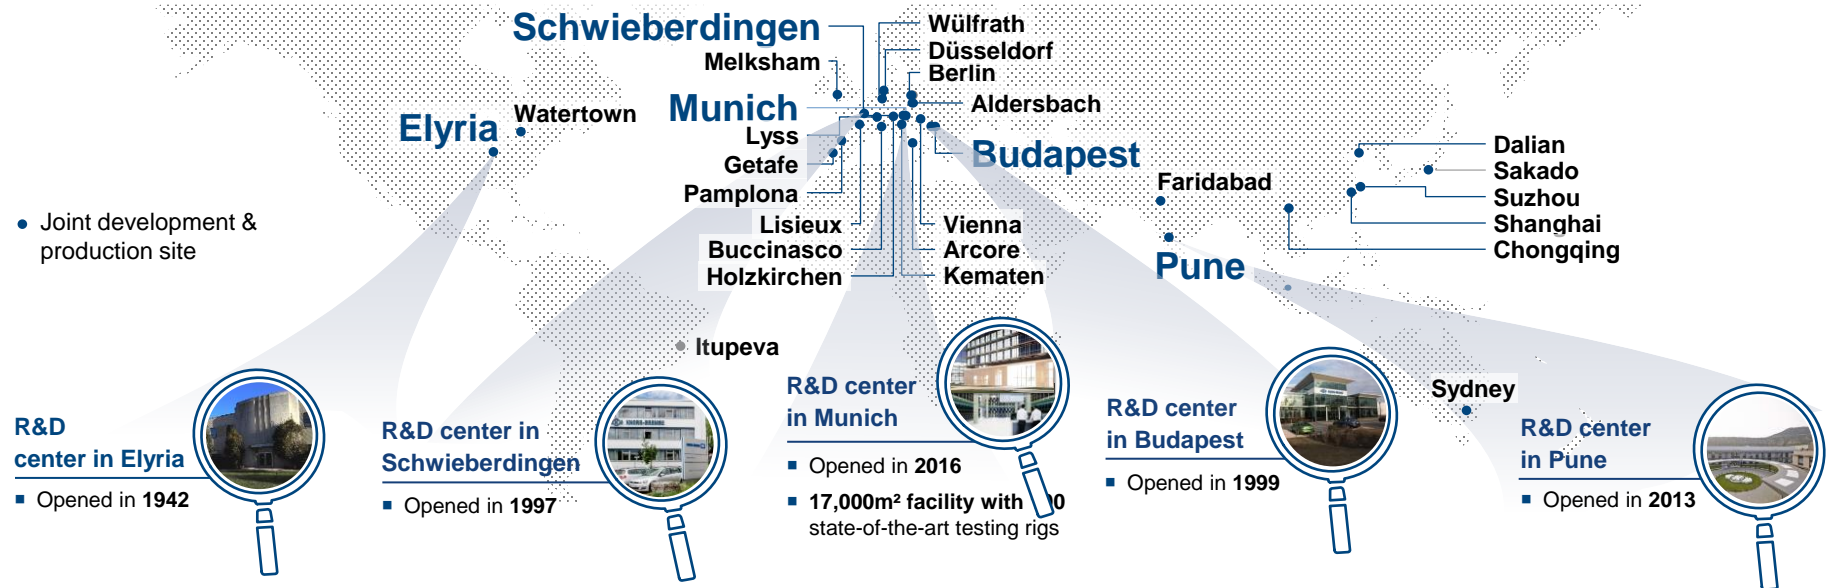 Schwieberdingen
Melksham
Munich
Lyss
Getafe
Pamplona
Lisieux
Buccinasco
Holzkirchen
Wülfrath
Düsseldorf
Berlin
Aldersbach
Budapest
Vienna
Arcore
Kematen
Elyria
Watertown
Itupeva
Faridabad
Pune
Dalian
Sakado
Suzhou
Shanghai
Chongqing
Sydney
Joint development &
production site
R&D
center in Elyria
Opened in 1942
R&D center in
Schwieberdingen
Opened in 1997
R&D center
in Munich
Opened in 2016
17,000m² facility with
state-of-the-art testing rigs
R&D center
in Budapest
Opened in 1999
R&D center
in Pune
Opened in 2013